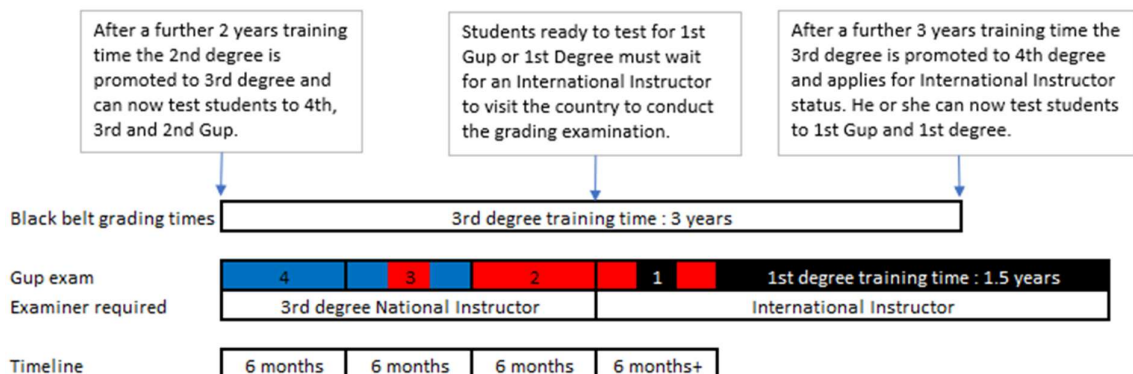 After a further 2 years training
time the 2nd degree is
promoted to 3rd degree and
can now test students to 4th,
3rd and 2nd Gup.
Students ready to test for 1st
Gup or 1st Degree must wait
for an International Instructor
to visit the country to conduct
the grading examination.
After a further 3 years training time the
3rd degree is promoted to 4th degree
and applies for International Instructor
status. He or she can now test students
to 1st Gup and 1st degree.
Black belt grading times 3rd degree training time : 3 years
Gup exam 4 3 2 1 1st degree training time : 1.5 years
Examiner required 3rd degree National Instructor International Instructor
Timeline 6 months 6 months 6 months 6 months+